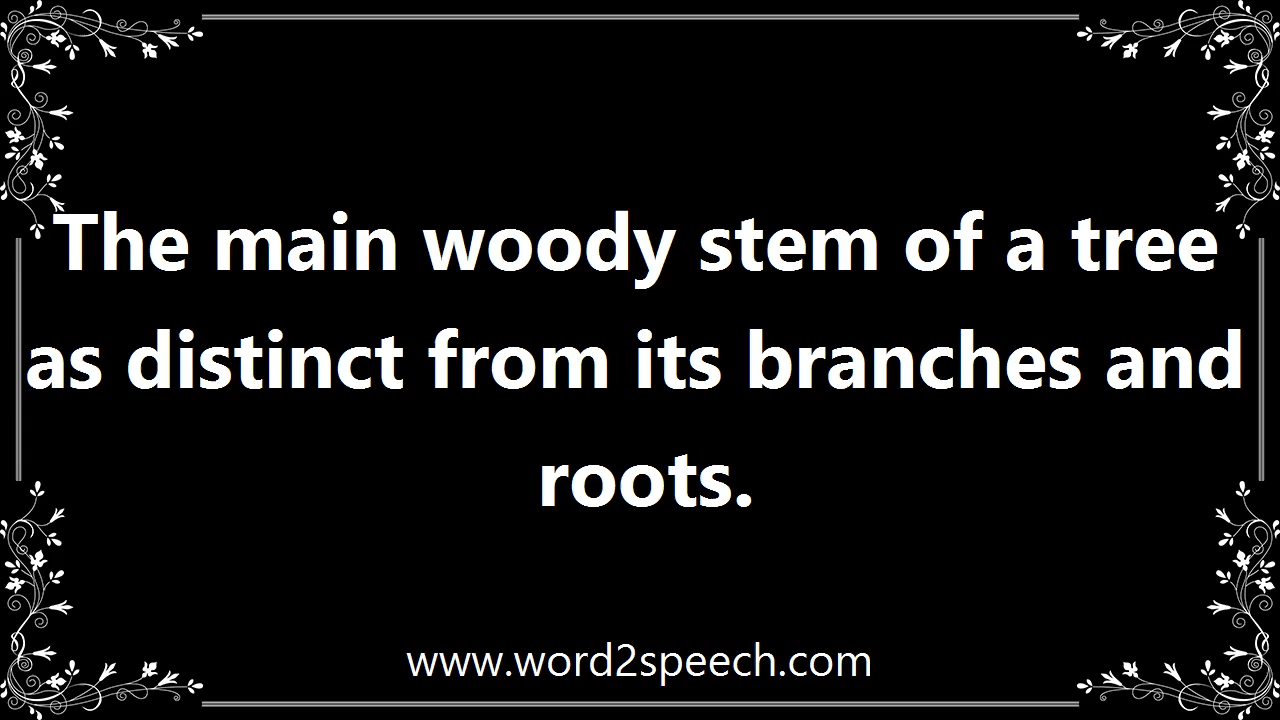 The main woody stem of a tree
as distinct from its branches and
roots.
www.word2speech.com